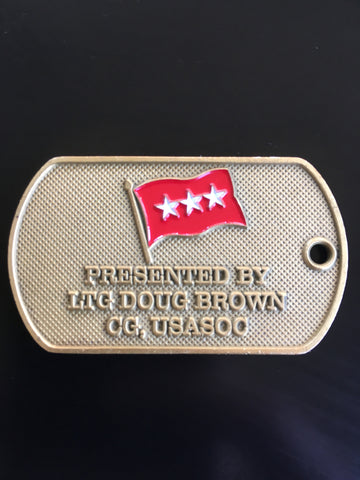 PRESENTED BY
LTG DOUG BROWN
CG, USASOC